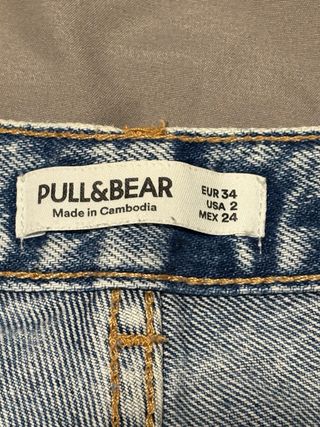 PULL&BEAR
Made in Cambodia
EUR 34
USA 2
MEX 24